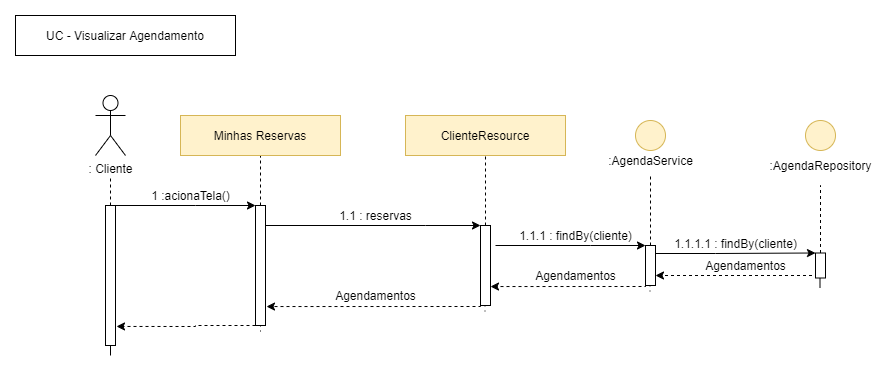 UC - Visualizar Agendamento
: Cliente
Minhas Reservas
ClienteResource
:AgendaService
:AgendaRepository
1 :acionaTela()
1.1 : reservas
1.1.1 : findBy(cliente)
1.1.1.1 : findBy(cliente)
Agendamentos
Agendamentos
Agendamentos